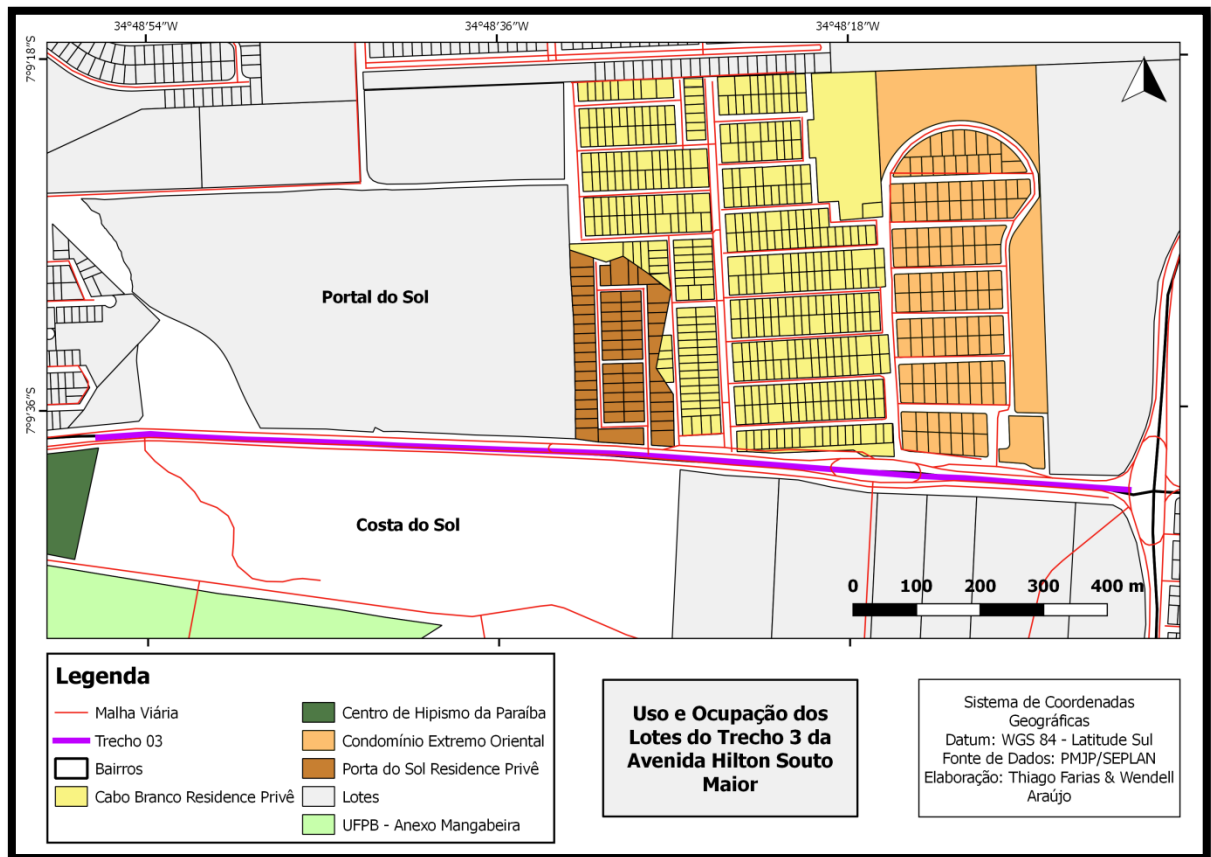 34°48'54"W
34°48'36"W
34°48'18"W
7°9'18"S
Portal do Sol
7°9'36"S
Costa do Sol
0 100 200 300 400 m
Legenda
Malha Viária
Trecho 03
Bairros
Cabo Branco Residence Privê
Centro de Hipismo da Paraíba
Condomínio Extremo Oriental
Porta do Sol Residence Privê
Lotes
UFPB - Anexo Mangabeira
Uso e Ocupação dos
Lotes do Trecho 3 da
Avenida Hilton Souto
Maior
Sistema de Coordenadas
Geográficas
Datum: WGS 84 - Latitude Sul
Fonte de Dados: PMJP/SEPLAN
Elaboração: Thiago Farias & Wendell
Araújo